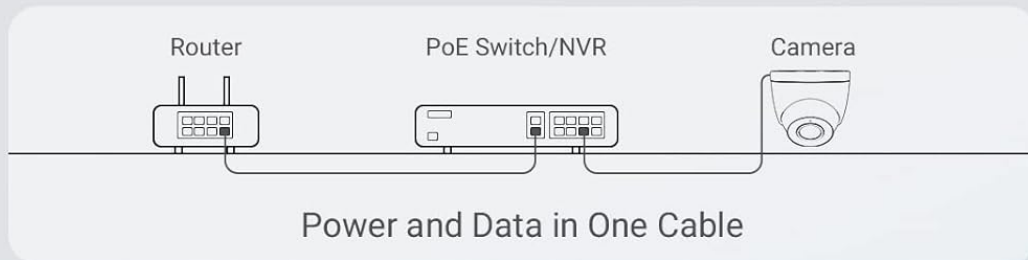 Router
PoE Switch/NVR
Camera
Power and Data in One Cable